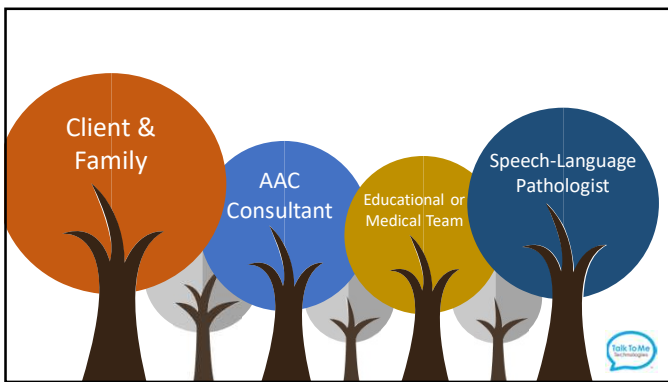 Client &
Family
AAC
Consultant
Educational or
Medical Team
Speech-Language
Pathologist
Talk To Me
Technologies